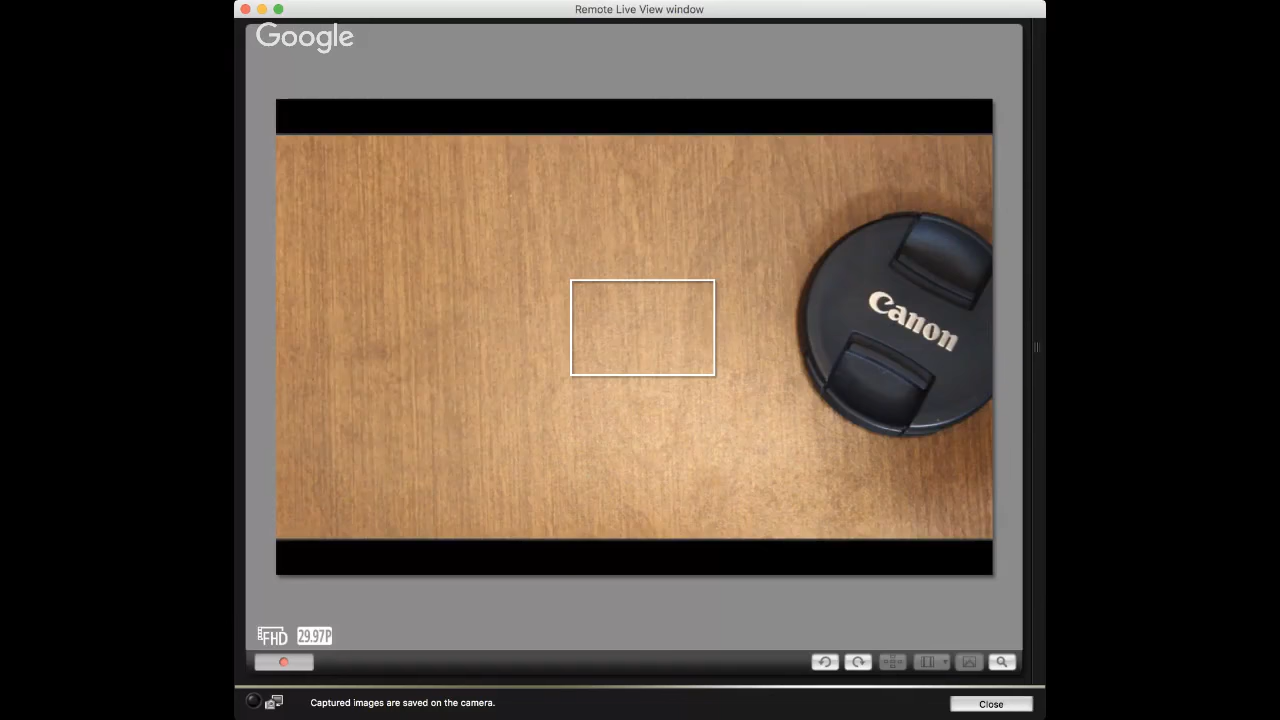 Remote Live View window
Google
Canon
FHD 29.97P
Captured images are saved on the camera.
Close